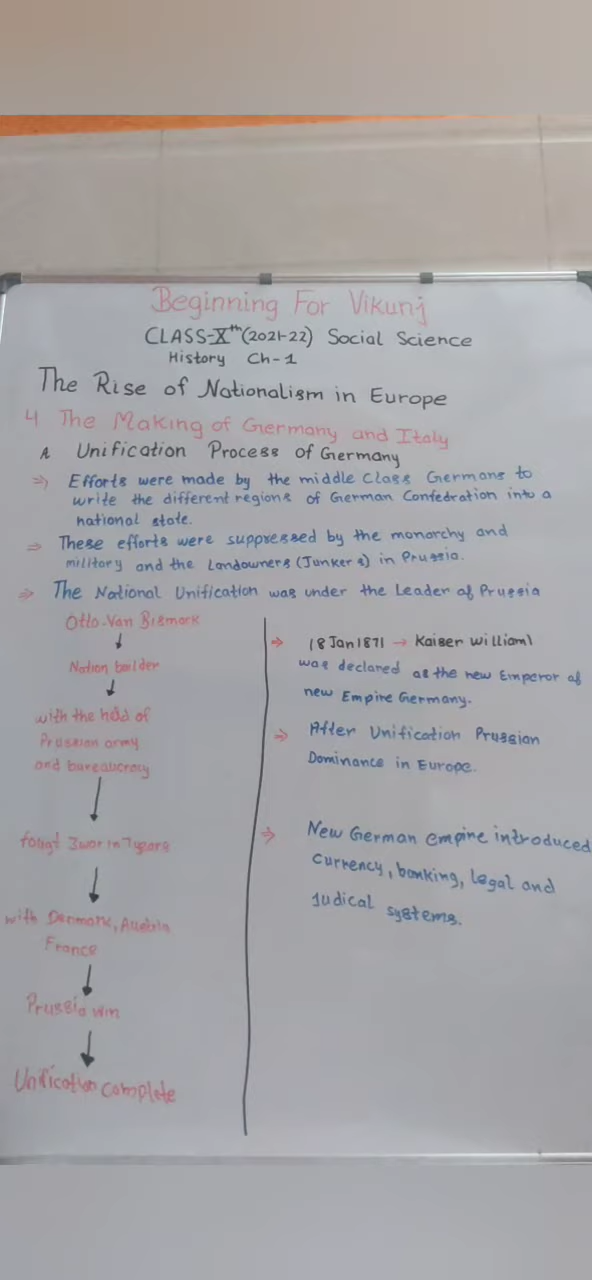 Beginning For Vikunj
CLASS-Xth (2021-22) Social Science
History Ch-1
The Rise of Nationalism in Europe
4 The Making of Germany and Italy
A Unification Process of Germany
⇒ Efforts were made by the middle Class Germans to
write the different regions of German Confedration into a
national state.
⇒ These efforts were suppressed by the monarchy and
military and the Landowners (Junkers) in Prussia.
⇒ The National Unification was under the Leader of Prussia
Otto-Van Bismark
↓
Nation builder
↓
with the help of
Prussian army
and bureaucracy
↓
fougt 3 war in 7 years
↓
with Denmark, Austria
France
↓
Prussia win
↓
Unification complete
⇒ 18 Jan 1871 → Kaiser William 1
was declared as the new Emperor of
new Empire Germany.
⇒ After Unification Prussian
Dominance in Europe.
⇒ New German empire introduced
currency, banking, legal and
Judical systems.